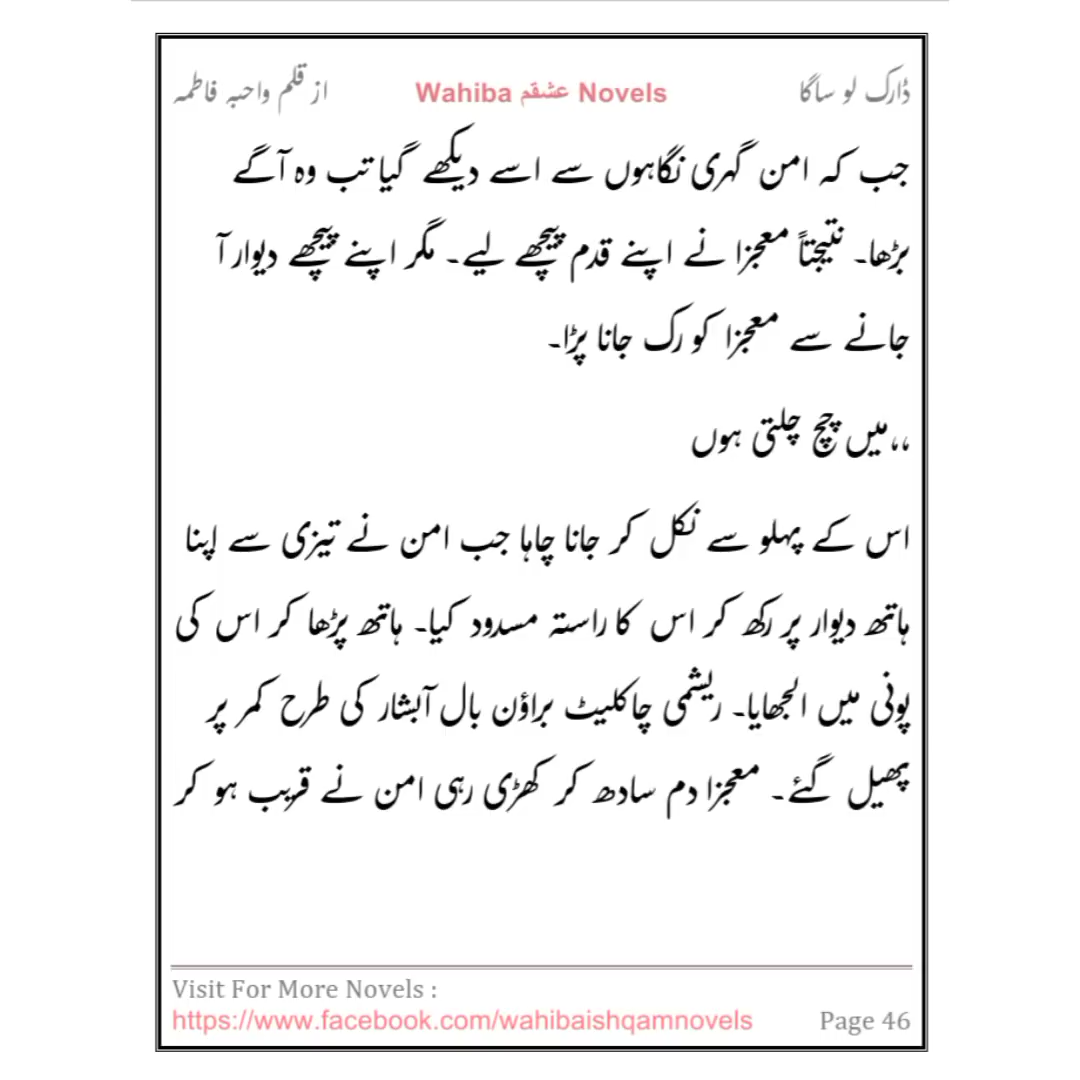 ڈارک لو ساگا Wahiba عشقم Novels از قلم واحبہ فاطمہ
جب کہ امن گہری نگاہوں سے اسے دیکھے گیا تب وہ آگے
بڑھا۔ نتیجتاً معجزا نے اپنے قدم پیچھے لیے۔ مگر اپنے پیچھے دیوار آ
جانے سے معجزا کو رک جانا پڑا۔
،،میں چچ چلتی ہوں
اس کے پہلو سے نکل کر جانا چاہا جب امن نے تیزی سے اپنا
ہاتھ دیوار پر رکھ کر اس کا راستہ مسدود کیا۔ ہاتھ پڑھا کر اس کی
پونی میں الجھایا۔ ریشمی چاکلیٹ براؤن بال آبشار کی طرح کمر پر
پھیل گئے۔ معجزا دم سادھ کر کھڑی رہی امن نے قریب ہو کر
Visit For More Novels :
https://www.facebook.com/wahibaishqamnovels Page 46